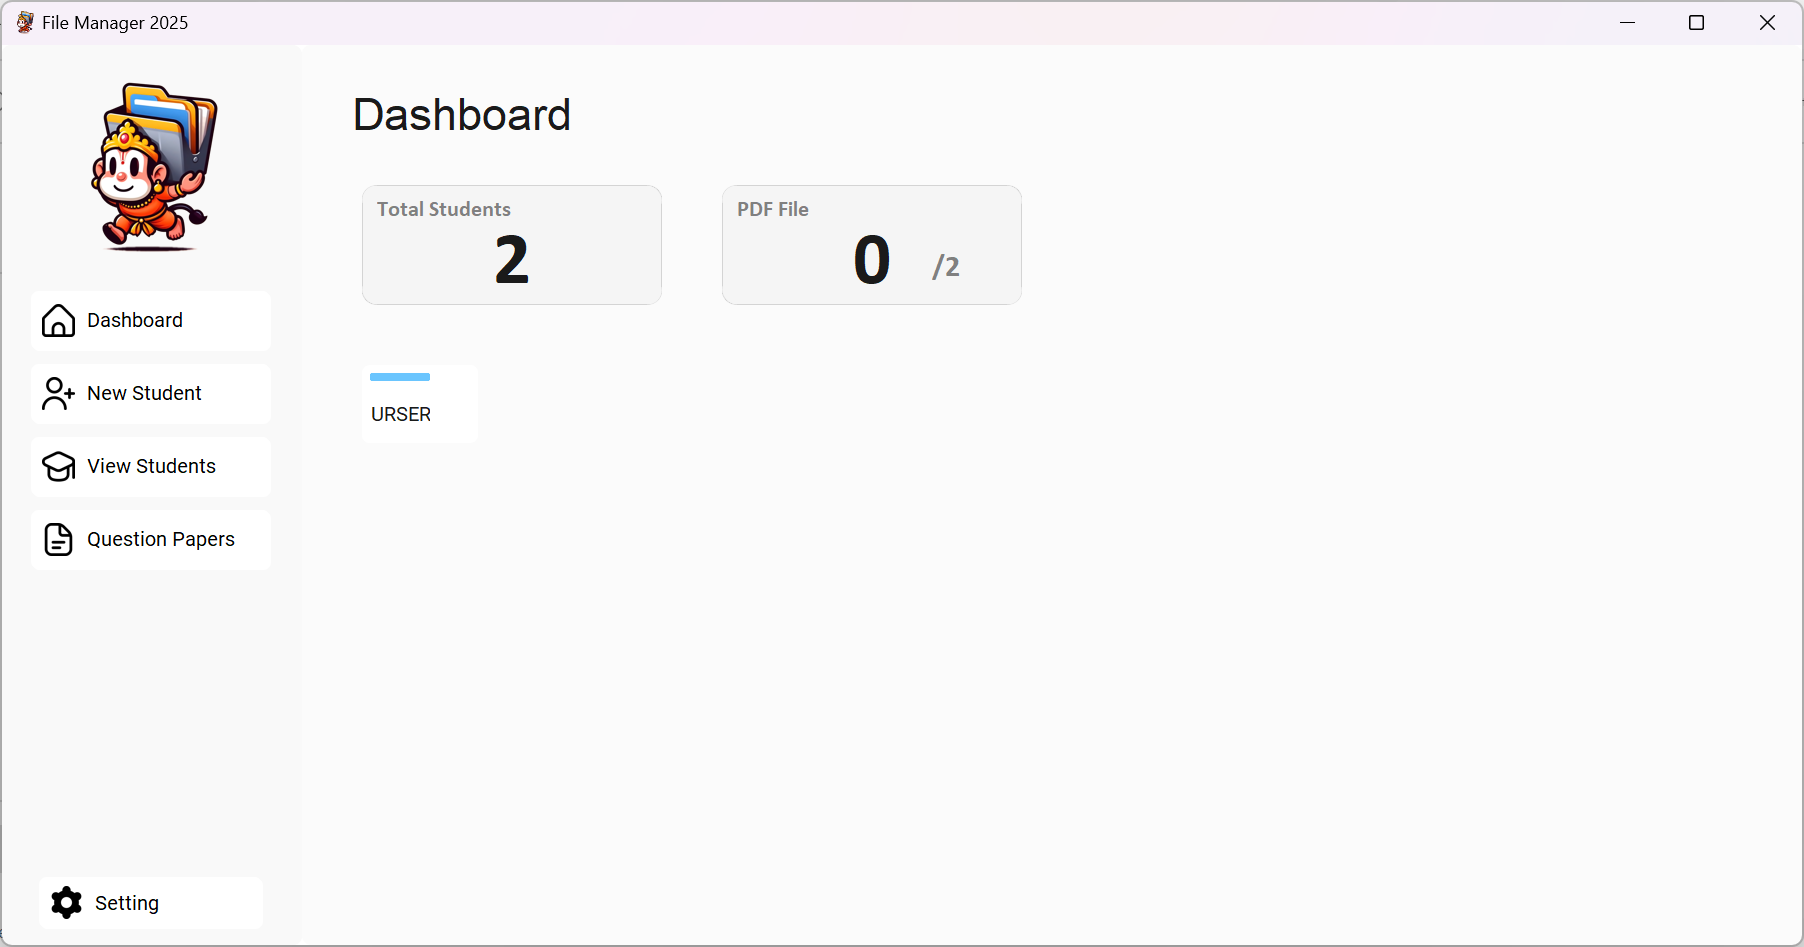 File Manager 2025
Dashboard
New Student
View Students
Question Papers
Setting
Dashboard
Total Students
2
PDF File
0 /2
URSER